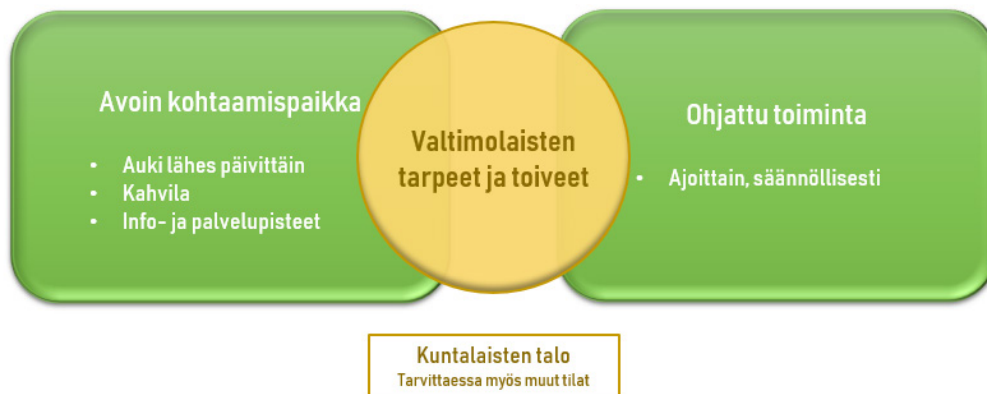 Avoin kohtaamispaikka
• Auki lähes päivittäin
• Kahvila
• Info- ja palvelupisteet
Valtimolaisten
tarpeet ja toiveet
Ohjattu toiminta
• Ajoittain, säännöllisesti
Kuntalaisten talo
Tarvittaessa myös muut tilat